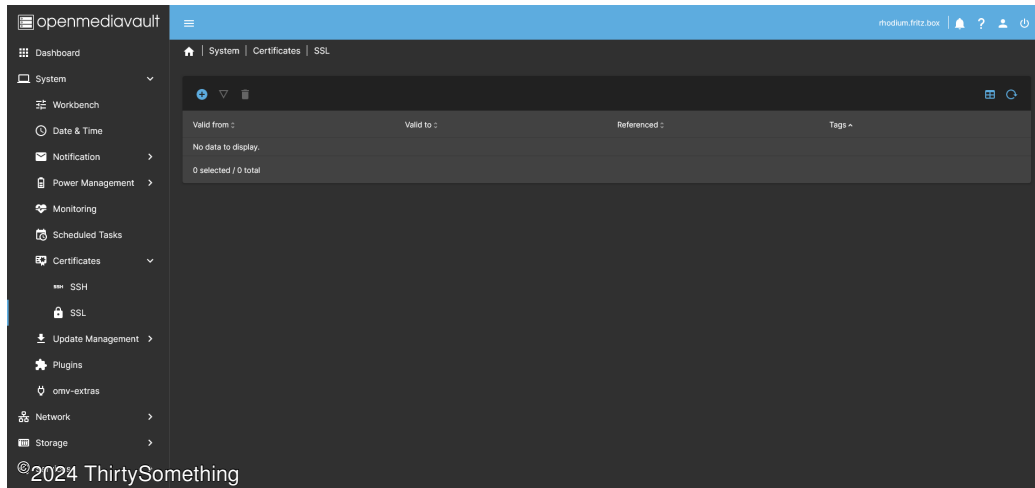 openmediavault
rhodium.fritz.box
Dashboard
System | Certificates | SSL
System
Workbench
Valid from
Valid to
Referenced
Tags
Date & Time
No data to display.
Notification
0 selected / 0 total
Power Management
Monitoring
Scheduled Tasks
Certificates
SSH SSH
SSL
Update Management
Plugins
omv-extras
Network
Storage
©2024 ThirtySomething